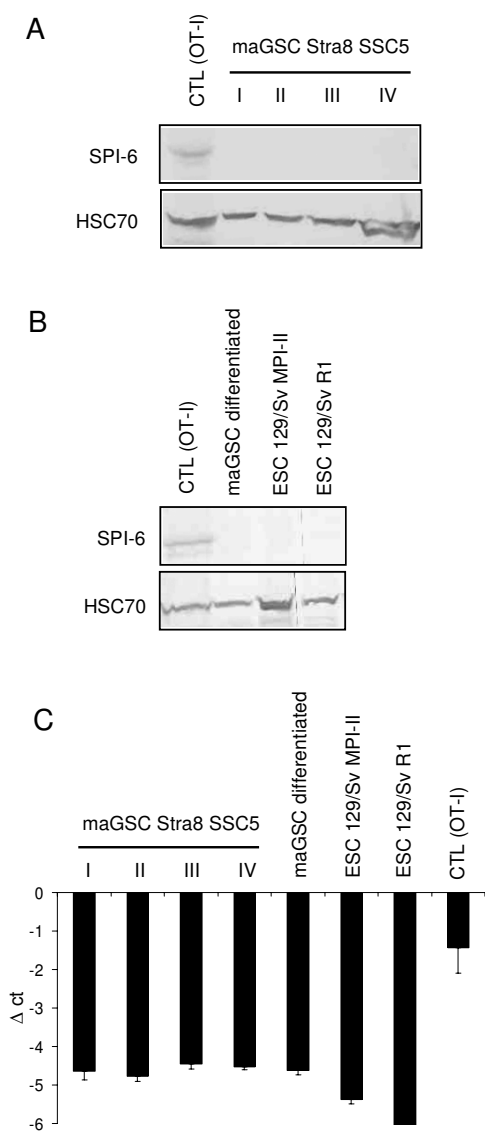 A
CTL (OT-I)
maGSC Stra8 SSC5
I II III IV
SPI-6
HSC70
B
CTL (OT-I)
maGSC differentiated
ESC 129/Sv MPI-II
ESC 129/Sv R1
SPI-6
HSC70
C
maGSC Stra8 SSC5
I II III IV
maGSC differentiated
ESC 129/Sv MPI-II
ESC 129/Sv R1
CTL (OT-I)
0
-1
-2
-3
-4
-5
-6
Δ ct